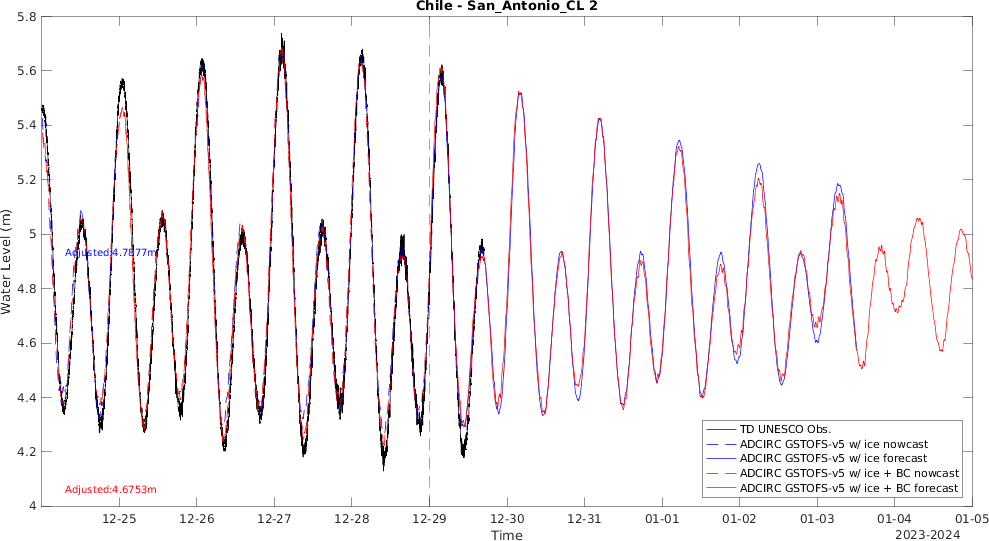 Chile - San_Antonio_CL 2
5.8
5.6
5.4
5.2
5
4.8
4.6
4.4
4.2
4
Water Level (m)
Adjusted:4.7877m
Adjusted:4.6753m
TD UNESCO Obs.
ADCIRC GSTOFS-v5 w/ ice nowcast
ADCIRC GSTOFS-v5 w/ ice forecast
ADCIRC GSTOFS-v5 w/ ice + BC nowcast
ADCIRC GSTOFS-v5 w/ ice + BC forecast
12-25 12-26 12-27 12-28 12-29 12-30 12-31 01-01 01-02 01-03 01-04 01-05
Time
2023-2024